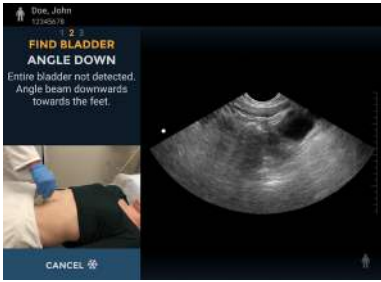 Doe, John
12345678
1 2 3
FIND BLADDER
ANGLE DOWN
Entire bladder not detected.
Angle beam downwards
towards the feet.
CANCEL